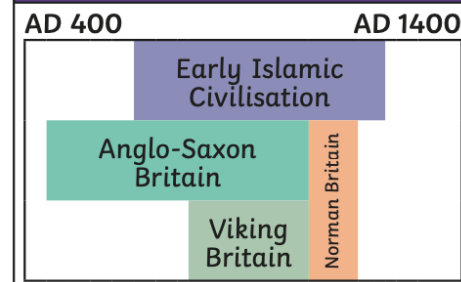 AD 400
AD 1400
Early Islamic
Civilisation
Anglo-Saxon
Britain
Norman Britain
Viking
Britain